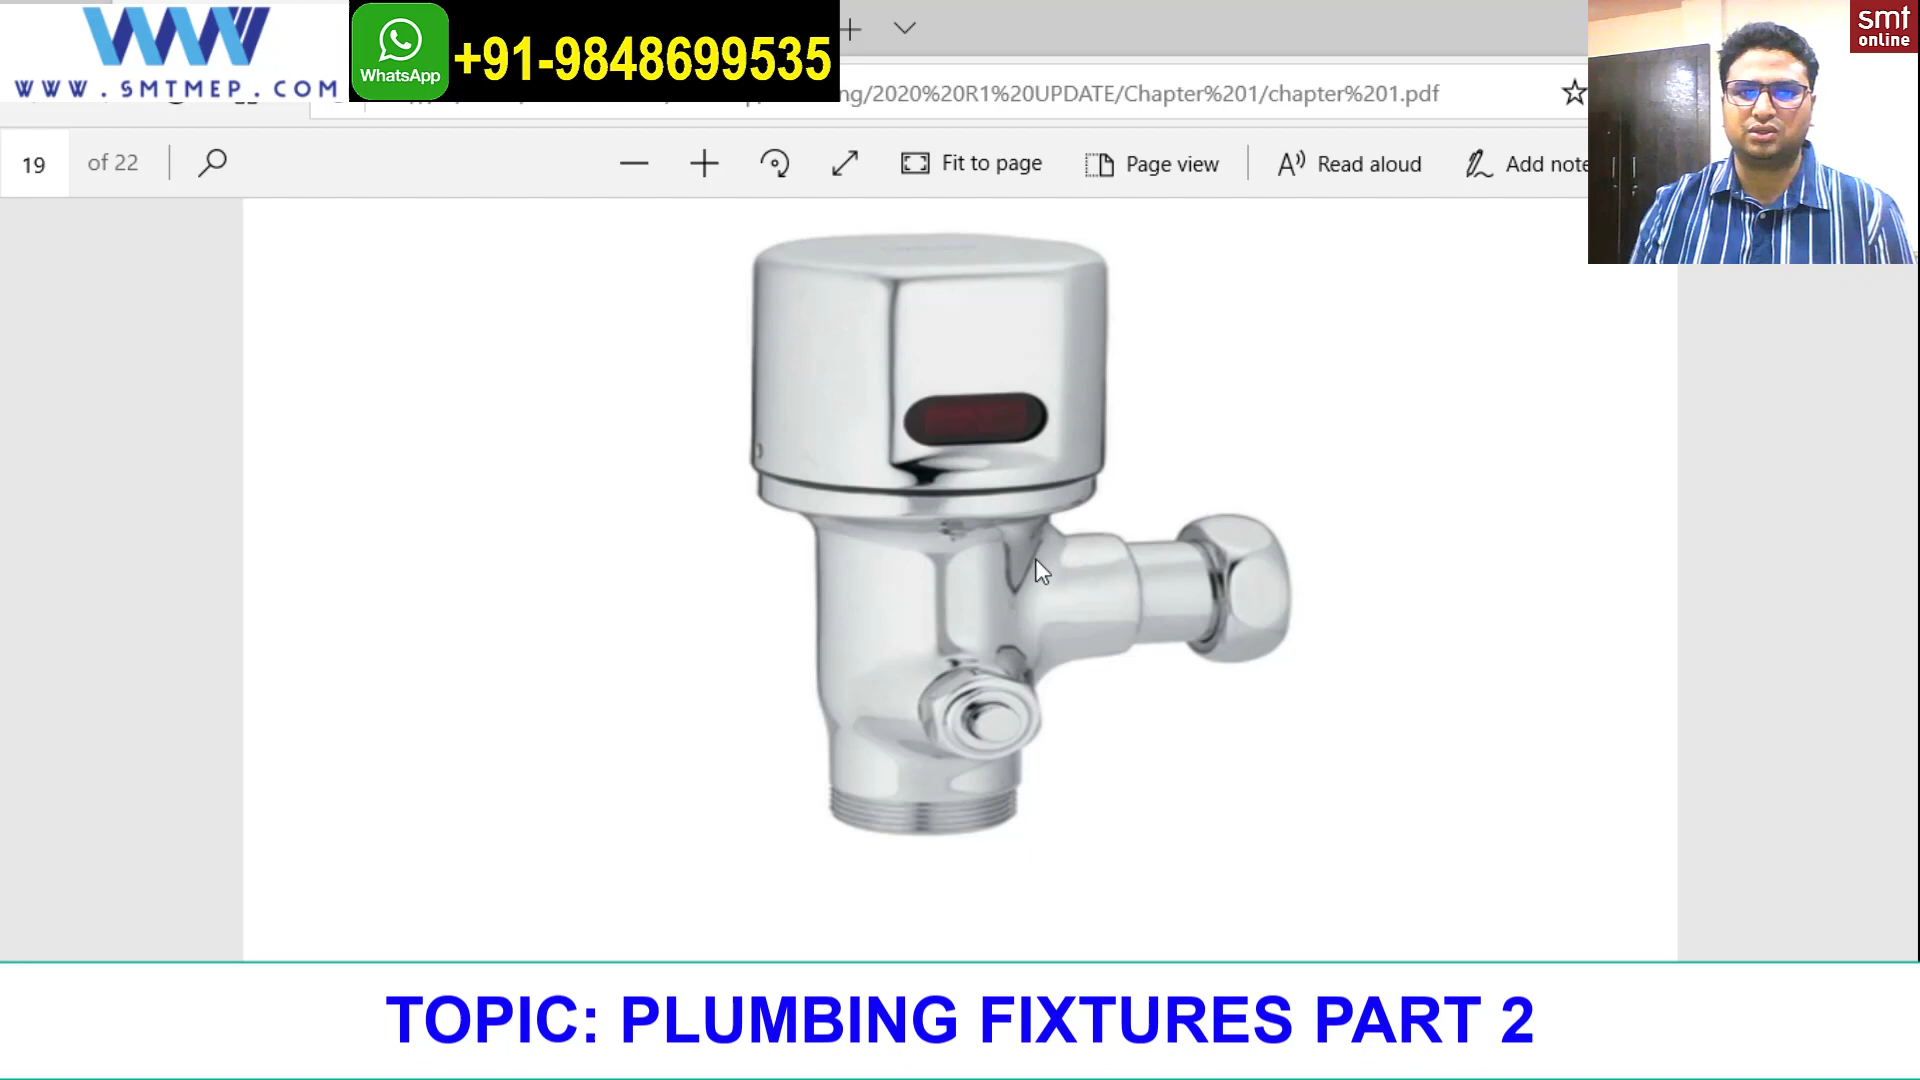 WWW.SMTMEP.COM
WhatsApp
+91-9848699535
smt
online
ng/2020%20R1%20UPDATE/Chapter%201/chapter%201.pdf
19 of 22
Fit to page
Page view
Read aloud
Add note
TOPIC: PLUMBING FIXTURES PART 2